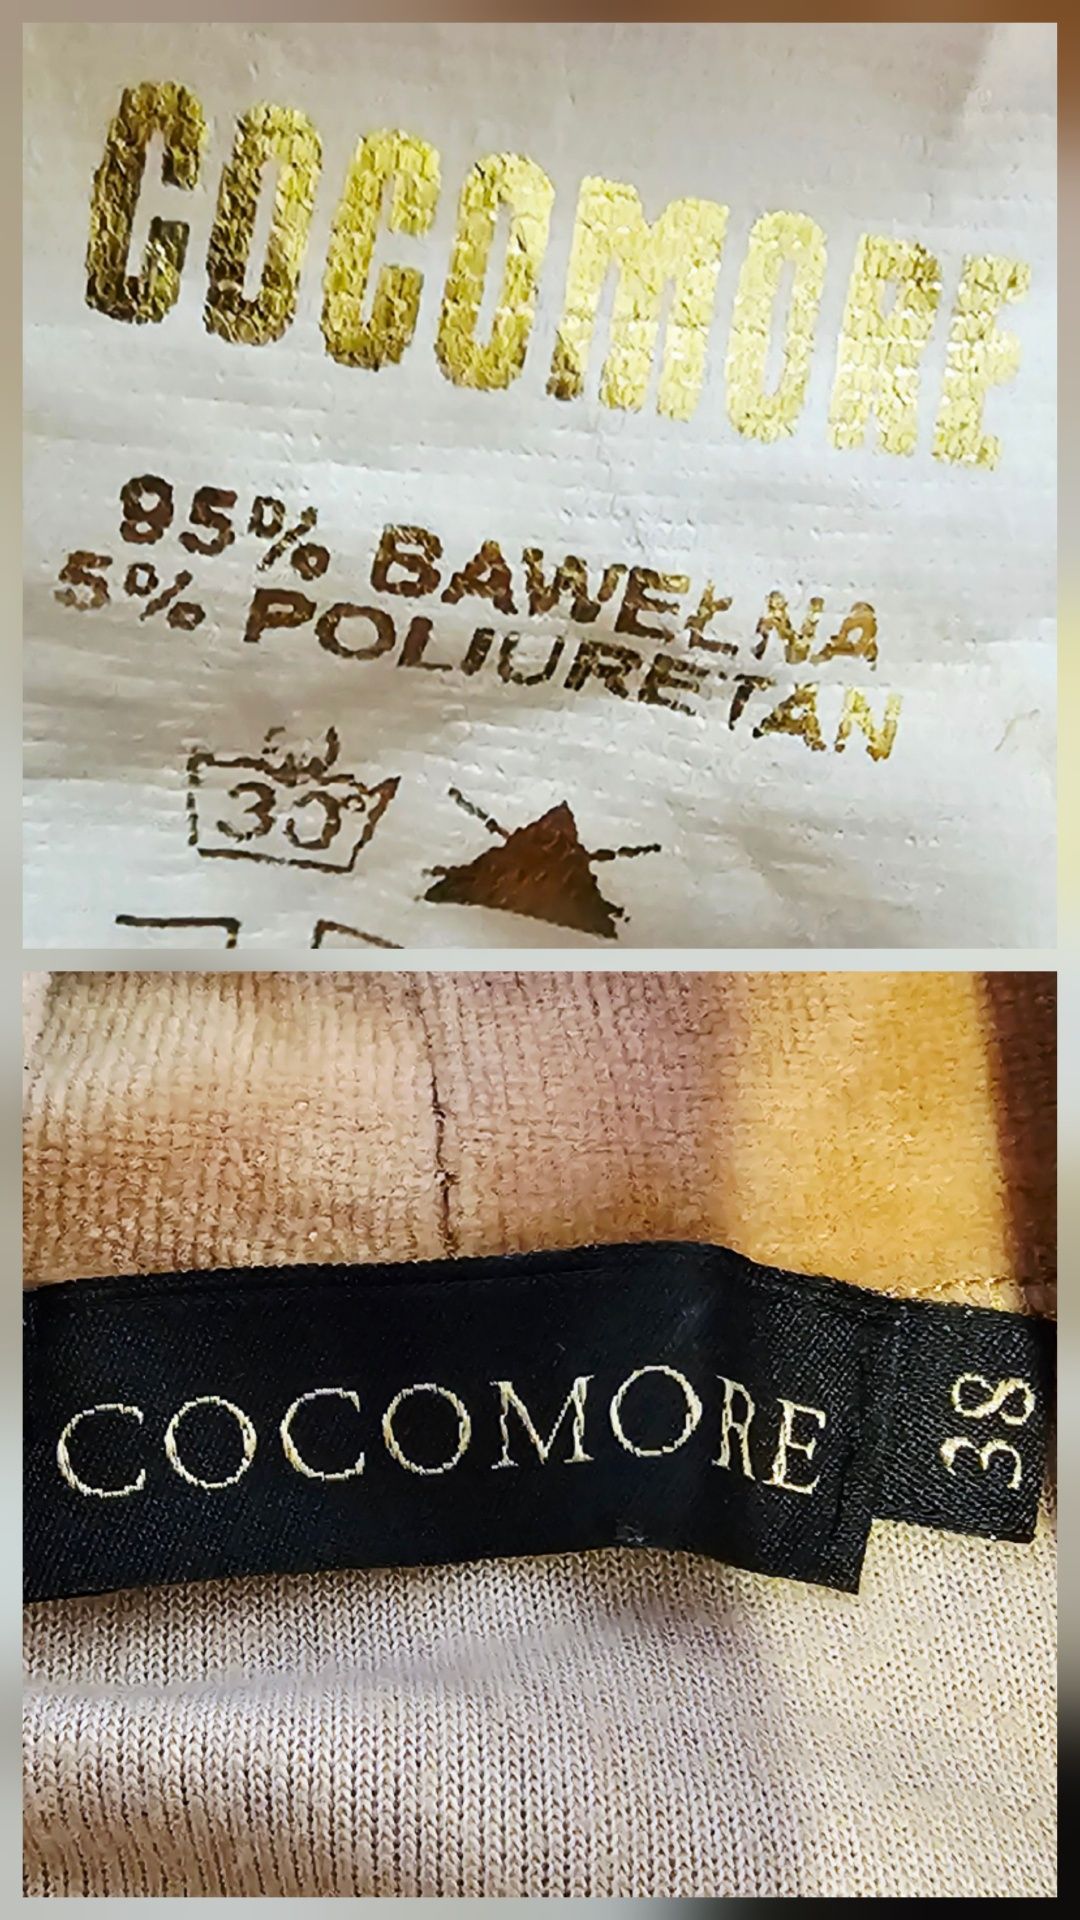 COCOMORE
95% BAWEŁNA
5% POLIURETAN
30°
COCOMORE
38